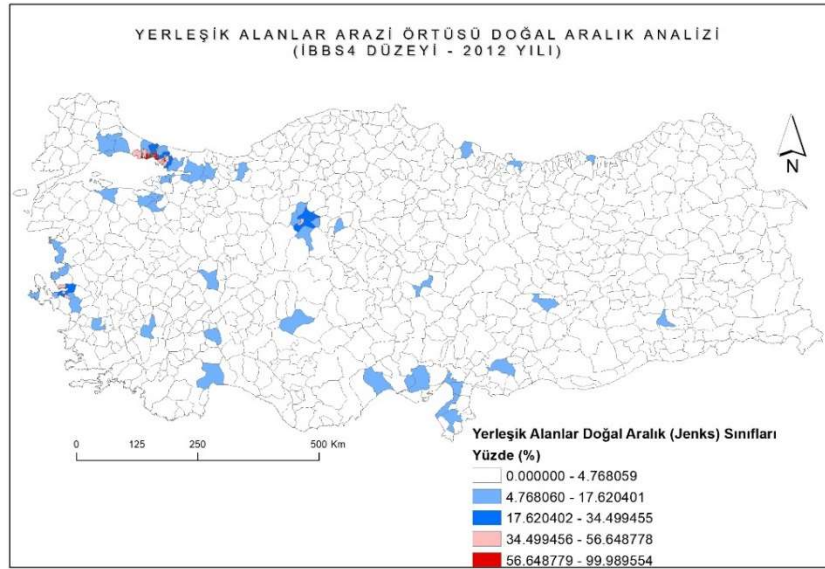 YERLEŞİK ALANLAR ARAZİ ÖRTÜSÜ DOĞAL ARALIK ANALİZİ
(İBBS4 DÜZEYİ - 2012 YILI)
N
Yerleşik Alanlar Doğal Aralık (Jenks) Sınıfları
Yüzde (%)
0 125 250 500 Km
0.000000 - 4.768059
4.768060 - 17.620401
17.620402 - 34.499455
34.499456 - 56.648778
56.648779 - 99.989554